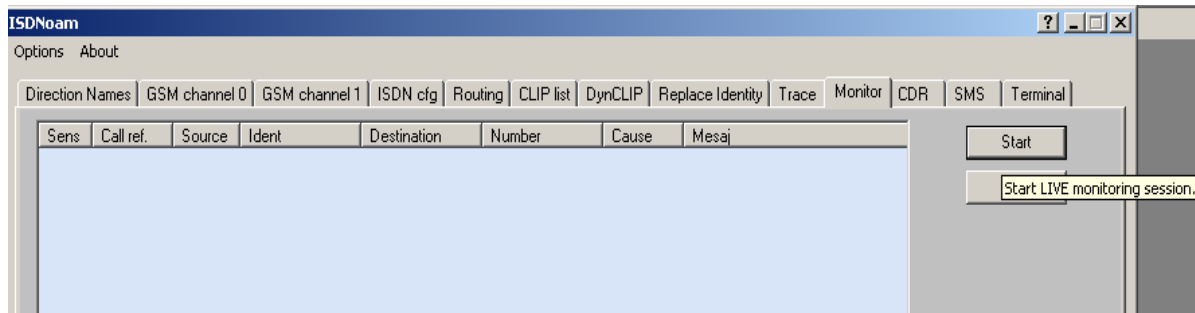 ISDNoam
Options About
Direction Names GSM channel 0 GSM channel 1 ISDN cfg Routing CLIP list DynCLIP Replace Identity Trace Monitor CDR SMS Terminal
Sens Call ref. Source Ident Destination Number Cause Mesaj
Start
Start LIVE monitoring session.